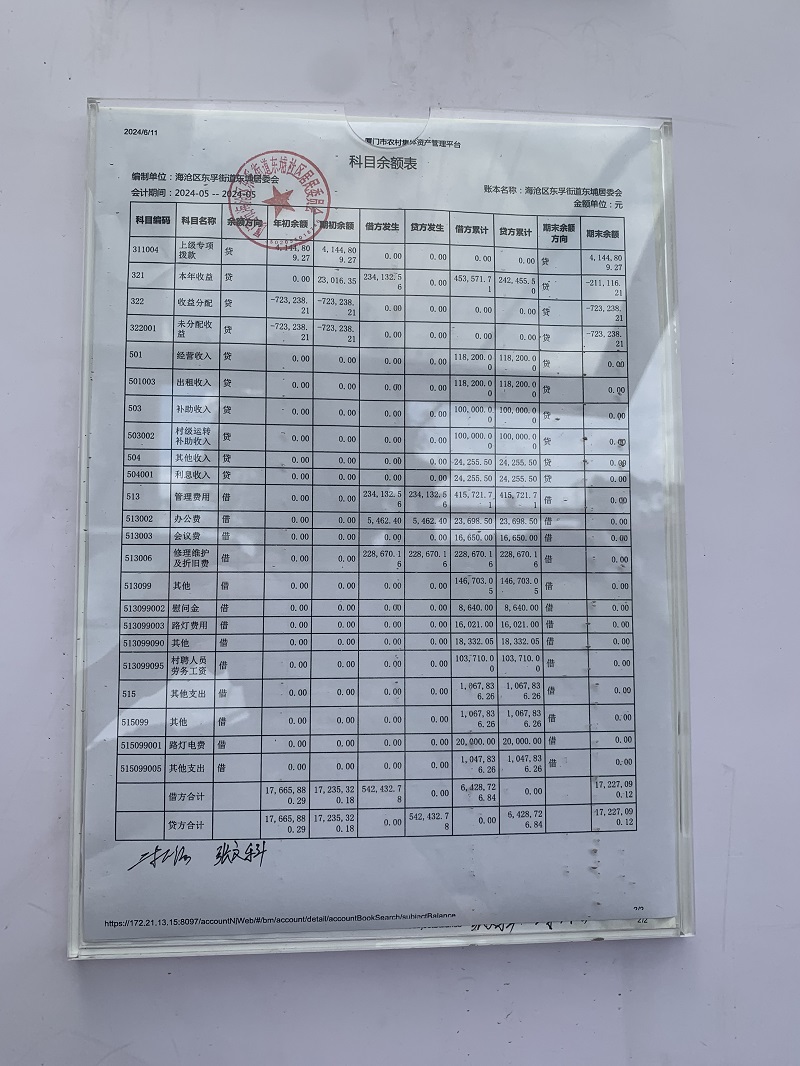 2024/6/11
厦门市农村集体资产管理平台
科目余额表
编制单位：海沧区东孚街道东埔居委会
账本名称：海沧区东孚街道东埔居委会
会计期间：2024-05 -- 2024-05
金额单位：元
科目编码 科目名称 余额方向 年初余额 期初余额 借方发生 贷方发生 借方累计 贷方累计 期末余额方向 期末余额
311004 上级专项拨款 贷 4,144,809.27 4,144,809.27 0.00 0.00 0.00 0.00 贷 4,144,809.27
321 本年收益 贷 0.00 23,016.35 234,132.56 0.00 453,571.71 242,455.50 贷 -211,116.21
322 收益分配 贷 -723,238.21 -723,238.21 0.00 0.00 0.00 0.00 贷 -723,238.21
322001 未分配收益 贷 -723,238.21 -723,238.21 0.00 0.00 0.00 0.00 贷 -723,238.21
501 经营收入 贷 0.00 0.00 0.00 0.00 118,200.00 118,200.00 贷 0.00
501003 出租收入 贷 0.00 0.00 0.00 0.00 118,200.00 118,200.00 贷 0.00
503 补助收入 贷 0.00 0.00 0.00 0.00 100,000.00 100,000.00 贷 0.00
503002 村级运转补助收入 贷 0.00 0.00 0.00 0.00 100,000.00 100,000.00 贷 0.00
504 其他收入 贷 0.00 0.00 0.00 0.00 24,255.50 24,255.50 贷 0.00
504001 利息收入 贷 0.00 0.00 0.00 0.00 24,255.50 24,255.50 贷 0.00
513 管理费用 借 0.00 0.00 234,132.56 234,132.56 415,721.71 415,721.71 借 0.00
513002 办公费 借 0.00 0.00 5,462.40 5,462.40 23,698.50 23,698.50 借 0.00
513003 会议费 借 0.00 0.00 0.00 0.00 16,650.00 16,650.00 借 0.00
513006 修理维护及折旧费 借 0.00 0.00 228,670.16 228,670.16 228,670.16 228,670.16 借 0.00
513099 其他 借 0.00 0.00 0.00 0.00 146,703.05 146,703.05 借 0.00
513099002 慰问金 借 0.00 0.00 0.00 0.00 8,640.00 8,640.00 借 0.00
513099003 路灯费用 借 0.00 0.00 0.00 0.00 16,021.00 16,021.00 借 0.00
513099090 其他 借 0.00 0.00 0.00 0.00 18,332.05 18,332.05 借 0.00
513099095 村聘人员劳务工资 借 0.00 0.00 0.00 0.00 103,710.00 103,710.00 借 0.00
515 其他支出 借 0.00 0.00 0.00 0.00 1,067,836.26 1,067,836.26 借 0.00
515099 其他 借 0.00 0.00 0.00 0.00 1,067,836.26 1,067,836.26 借 0.00
515099001 路灯电费 借 0.00 0.00 0.00 0.00 20,000.00 20,000.00 借 0.00
515099005 其他支出 借 0.00 0.00 0.00 0.00 1,047,836.26 1,047,836.26 借 0.00
借方合计 17,665,880.29 17,235,320.18 542,432.78 0.00 6,428,726.84 0.00 17,227,090.12
贷方合计 17,665,880.29 17,235,320.18 0.00 542,432.78 0.00 6,428,726.84 17,227,090.12
https://172.21.13.15:8097/accountNjWeb/#/bm/account/detail/accountBookSearch/subjectBalance
2/2